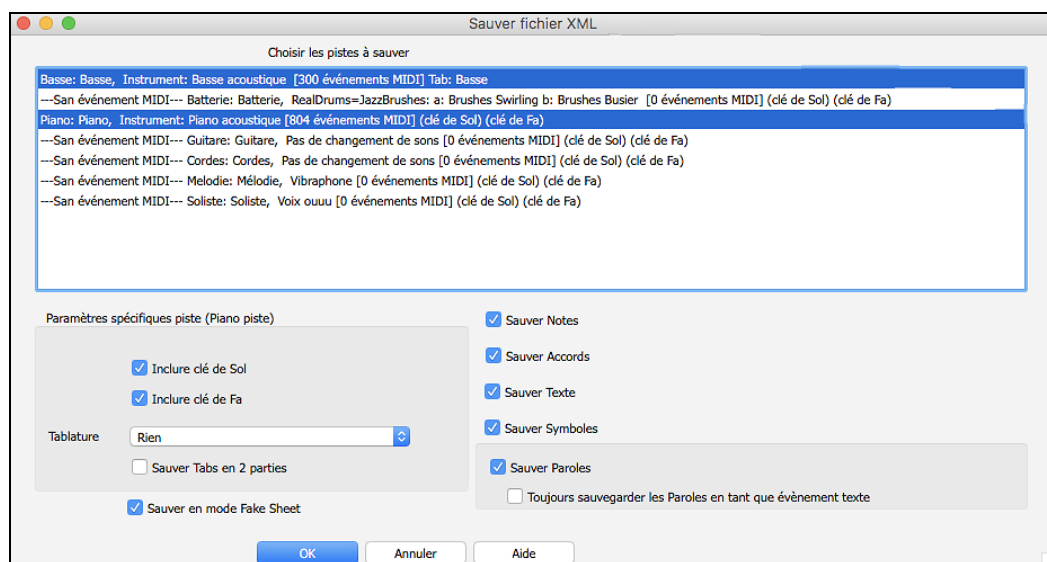 Sauver fichier XML
Choisir les pistes à sauver
Basse: Basse, Instrument: Basse acoustique [300 événements MIDI] Tab: Basse
---San événement MIDI--- Batterie: Batterie, RealDrums=JazzBrushes: a: Brushes Swirling b: Brushes Busier [0 événements MIDI] (clé de Sol) (clé de Fa)
Piano: Piano, Instrument: Piano acoustique [804 événements MIDI] (clé de Sol) (clé de Fa)
---San événement MIDI--- Guitare: Guitare, Pas de changement de sons [0 événements MIDI] (clé de Sol) (clé de Fa)
---San événement MIDI--- Cordes: Cordes, Pas de changement de sons [0 événements MIDI] (clé de Sol) (clé de Fa)
---San événement MIDI--- Melodie: Mélodie, Vibraphone [0 événements MIDI] (clé de Sol) (clé de Fa)
---San événement MIDI--- Soliste: Soliste, Voix ouuu [0 événements MIDI] (clé de Sol) (clé de Fa)
Paramètres spécifiques piste (Piano piste)
Inclure clé de Sol
Inclure clé de Fa
Tablature Rien
Sauver Tabs en 2 parties
Sauver en mode Fake Sheet
Sauver Notes
Sauver Accords
Sauver Texte
Sauver Symboles
Sauver Paroles
Toujours sauvegarder les Paroles en tant que évènement texte
OK Annuler Aide